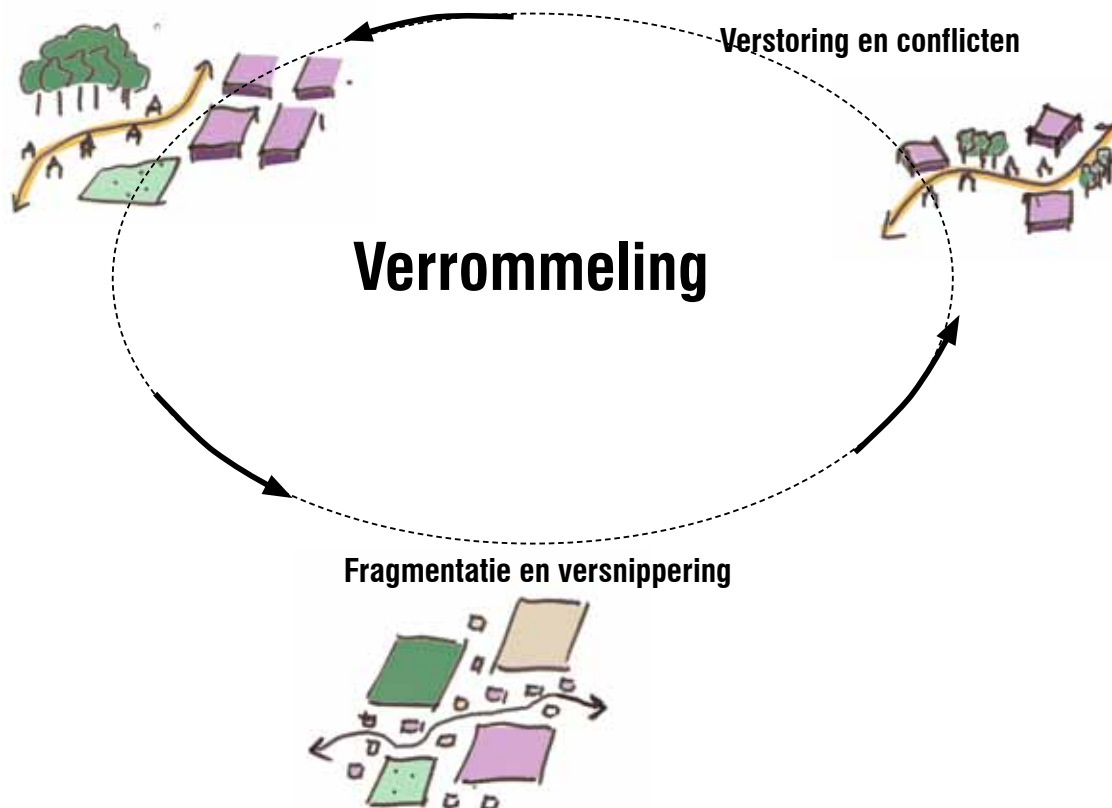 Verstoring en conflicten
Verrommeling
Fragmentatie en versnippering